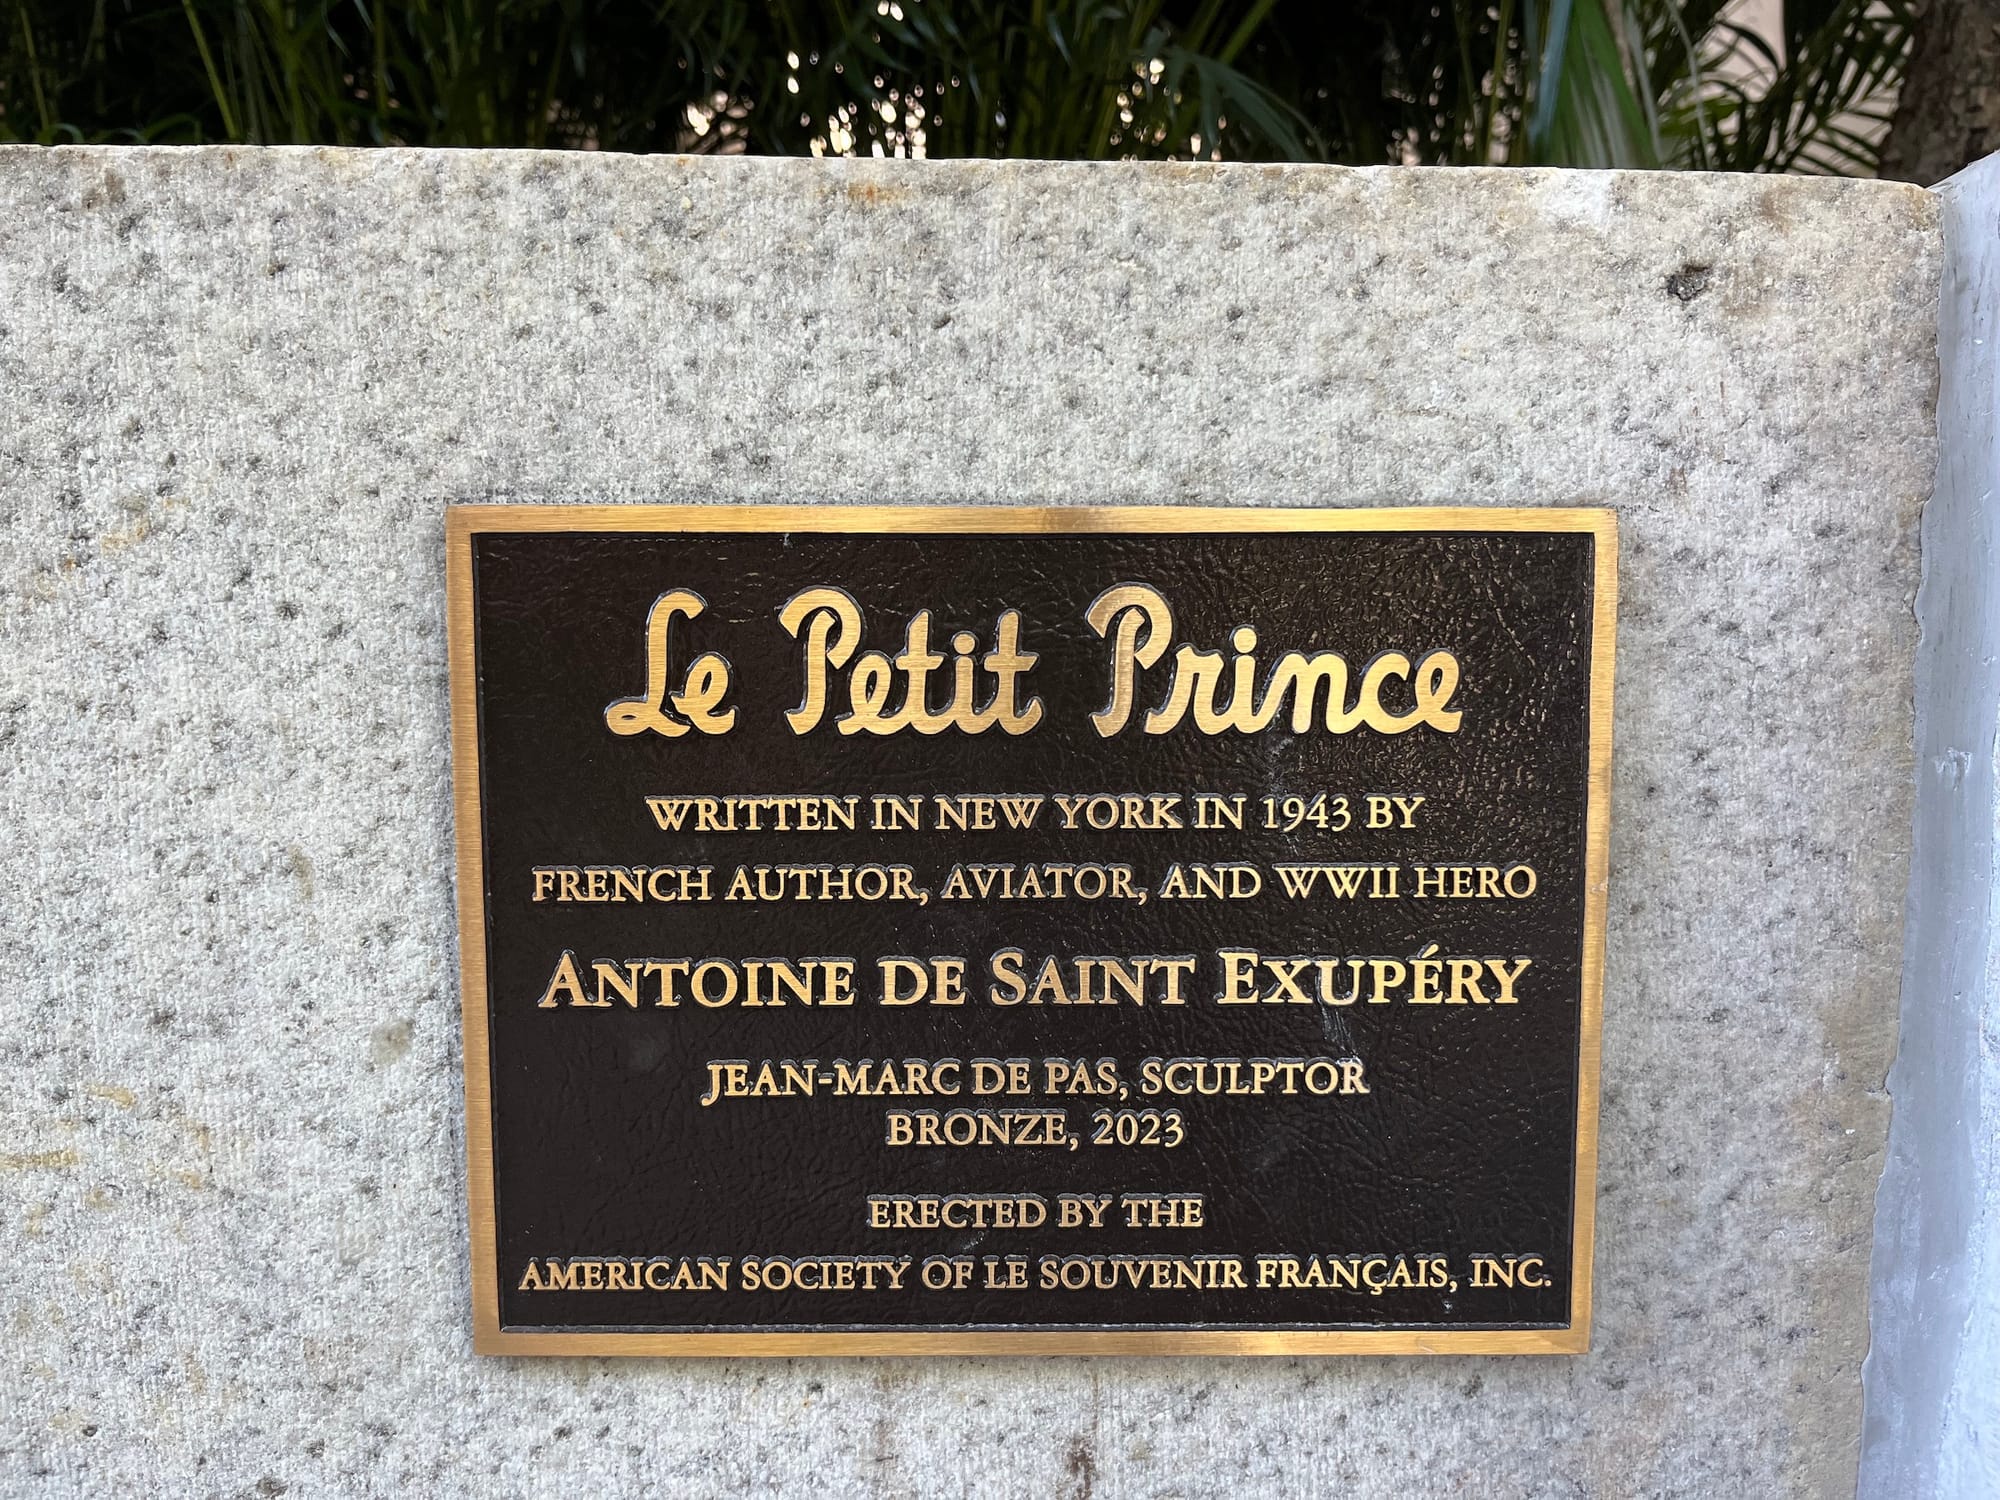 Le Petit Prince
WRITTEN IN NEW YORK IN 1943 BY
FRENCH AUTHOR, AVIATOR, AND WWII HERO
ANTOINE DE SAINT EXUPÉRY
JEAN-MARC DE PAS, SCULPTOR
BRONZE, 2023
ERECTED BY THE
AMERICAN SOCIETY OF LE SOUVENIR FRANÇAIS, INC.